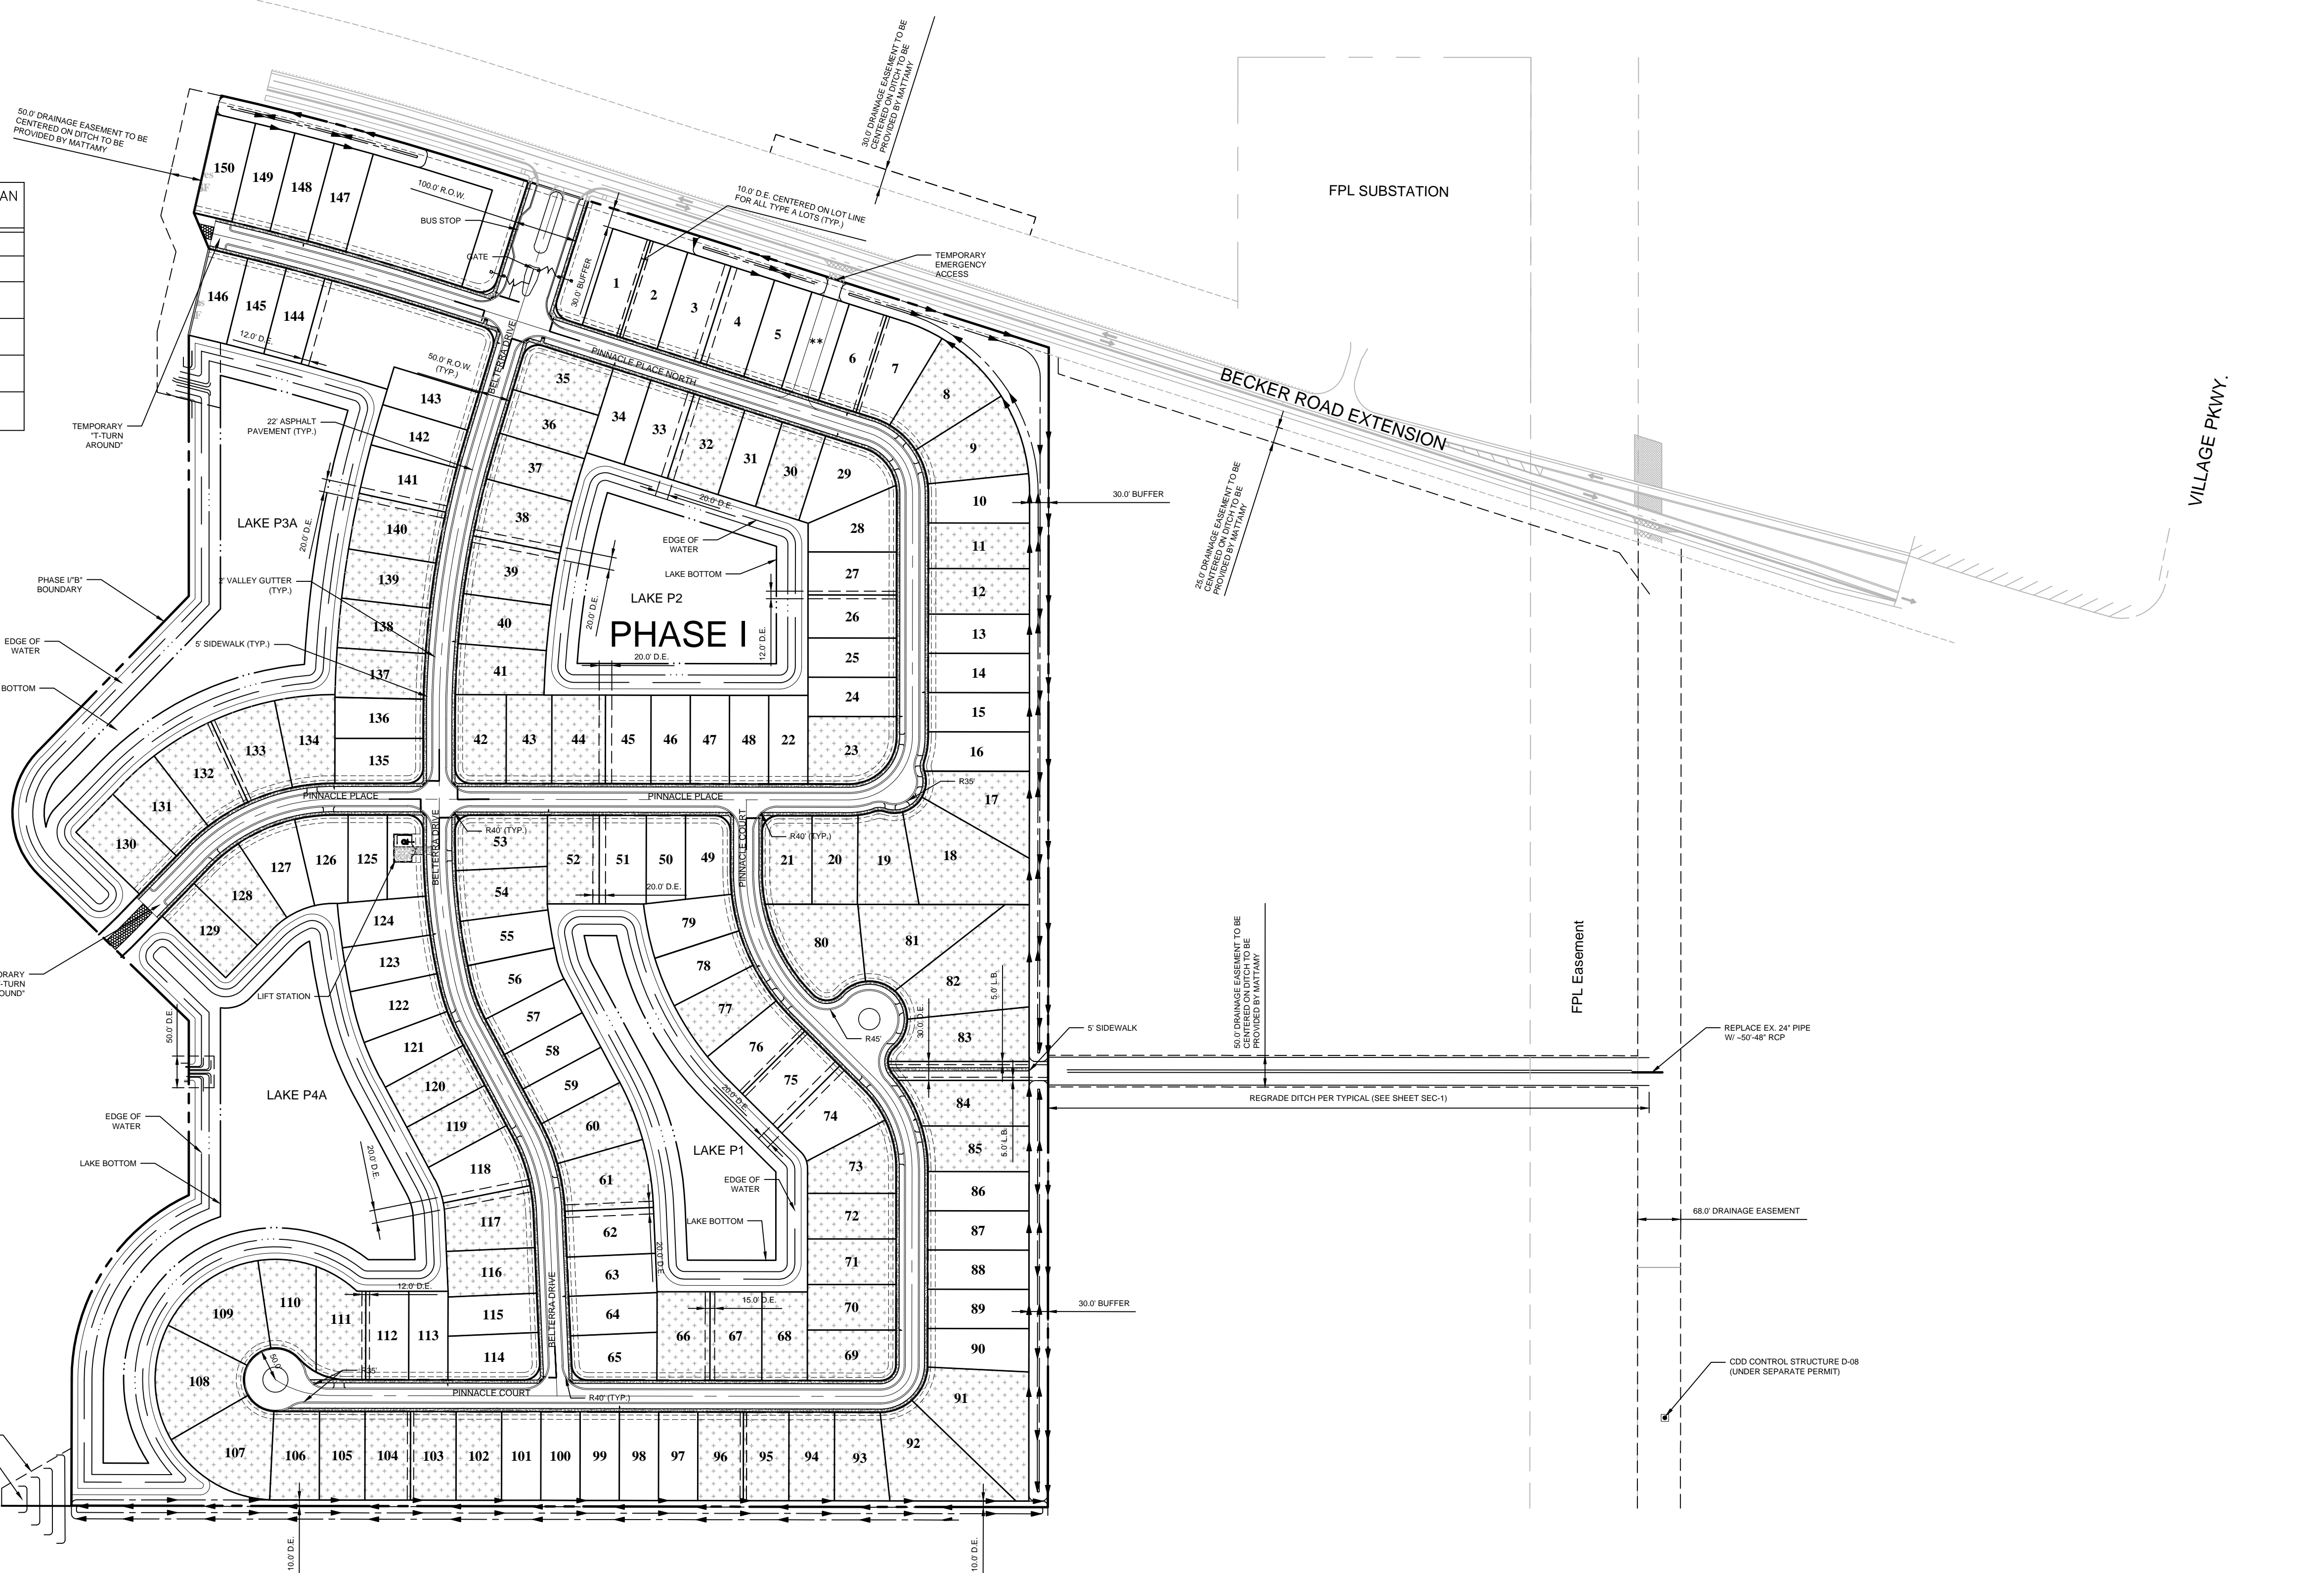 50.0' DRAINAGE EASEMENT TO BE
CENTERED ON DITCH TO BE
PROVIDED BY MATTAMY
30.0' DRAINAGE EASEMENT TO BE
CENTERED ON DITCH TO BE
PROVIDED BY MATTAMY
AN
150
149
148
147
100.0' R.O.W.
BUS STOP
GATE
30.0' BUFFER
10.0' D.E. CENTERED ON LOT LINE
FOR ALL TYPE A LOTS (TYP.)
TEMPORARY
EMERGENCY
ACCESS
FPL SUBSTATION
146
145
144
12.0' D.E.
50.0' R.O.W.
(TYP.)
BELTERRA DRIVE
PINNACLE PLACE NORTH
1
2
3
4
5
**
6
7
8
9
10
11
12
13
14
15
16
17
18
BECKER ROAD EXTENSION
VILLAGE PKWY.
25.0' DRAINAGE EASEMENT TO BE
CENTERED ON DITCH TO BE
PROVIDED BY MATTAMY
30.0' BUFFER
TEMPORARY
"T-TURN
AROUND"
22' ASPHALT
PAVEMENT (TYP.)
143
142
141
140
139
138
137
136
135
35
36
37
38
39
40
41
34
33
32
31
30
29
28
27
26
25
24
23
20.0' D.E.
LAKE P3A
20.0' D.E.
EDGE OF
WATER
LAKE BOTTOM
LAKE P2
PHASE I
20.0' D.E.
20.0' D.E.
12.0' D.E.
PHASE I/"B"
BOUNDARY
2' VALLEY GUTTER
(TYP.)
5' SIDEWALK (TYP.)
EDGE OF
WATER
BOTTOM
134
133
132
131
130
42
43
44
45
46
47
48
22
PINNACLE PLACE
PINNACLE PLACE
R35'
R40' (TYP.)
R40' (TYP.)
BELTERRA DRIVE
PINNACLE COURT
129
128
127
126
125
LIFT STATION
53
52
51
50
49
21
20
19
20.0' D.E.
54
55
56
57
58
59
60
61
62
63
64
65
79
78
77
76
75
74
73
72
71
70
69
80
81
82
83
84
85
86
87
88
89
90
91
92
R45'
30.0' D.E.
5.0' L.B.
5.0' L.B.
5' SIDEWALK
50.0' DRAINAGE EASEMENT TO BE
CENTERED ON DITCH TO BE
PROVIDED BY MATTAMY
REGRADE DITCH PER TYPICAL (SEE SHEET SEC-1)
FPL Easement
REPLACE EX. 24" PIPE
W/ ~50'-48" RCP
68.0' DRAINAGE EASEMENT
CDD CONTROL STRUCTURE D-08
(UNDER SEPARATE PERMIT)
30.0' BUFFER
ORARY
-TURN
OUND"
50.0' D.E.
124
123
122
121
120
119
118
117
116
115
114
LAKE P4A
EDGE OF
WATER
LAKE BOTTOM
20.0' D.E.
20.0' D.E.
LAKE P1
EDGE OF
WATER
LAKE BOTTOM
20.0' D.E.
12.0' D.E.
15.0' D.E.
109
110
111
112
113
66
67
68
108
50.0'
R35'
PINNACLE COURT
BELTERRA DRIVE
R40' (TYP.)
107
106
105
104
103
102
101
100
99
98
97
96
95
94
93
10.0' D.E.
10.0' D.E.